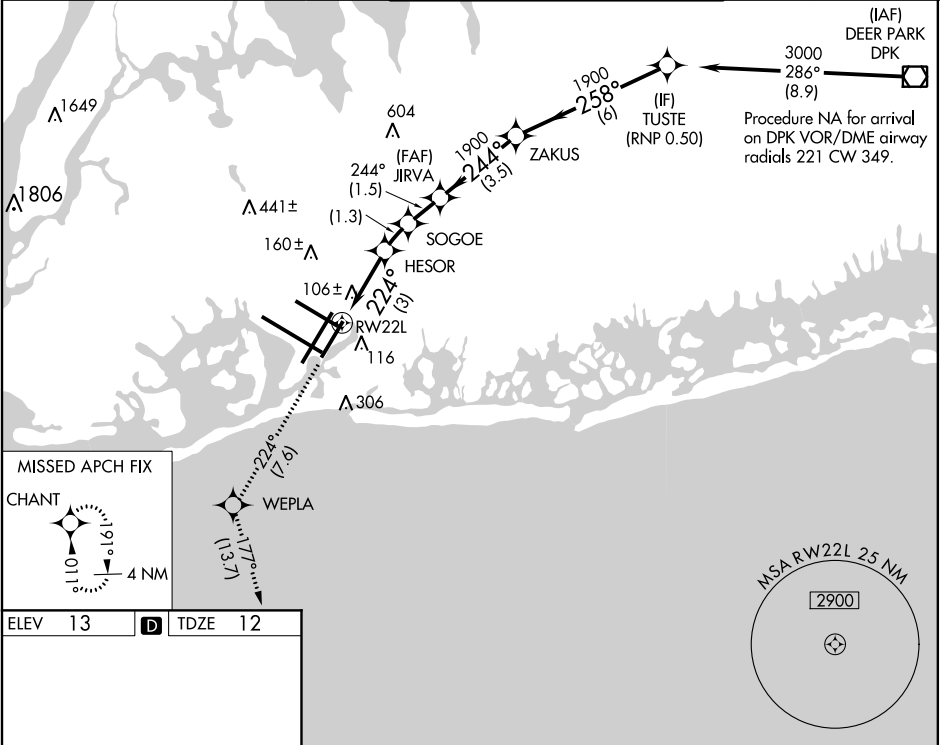 (IAF)
DEER PARK
DPK
3000
286°
(8.9)
1900
258°
(6)
(IF)
TUSTE
(RNP 0.50)
Procedure NA for arrival
on DPK VOR/DME airway
radials 221 CW 349.
1649
604
1900
244°
(3.5)
ZAKUS
(FAF)
JIRVA
244°
(1.5)
1806
441±
(1.3)
SOGOE
160±
HESOR
106±
224°
(3)
RW22L
116
306
224°
(7.6)
WEPLA
177°
(13.7)
MISSED APCH FIX
CHANT
191°
011°
4 NM
MSA RW22L 25 NM
2900
ELEV 13 D TDZE 12